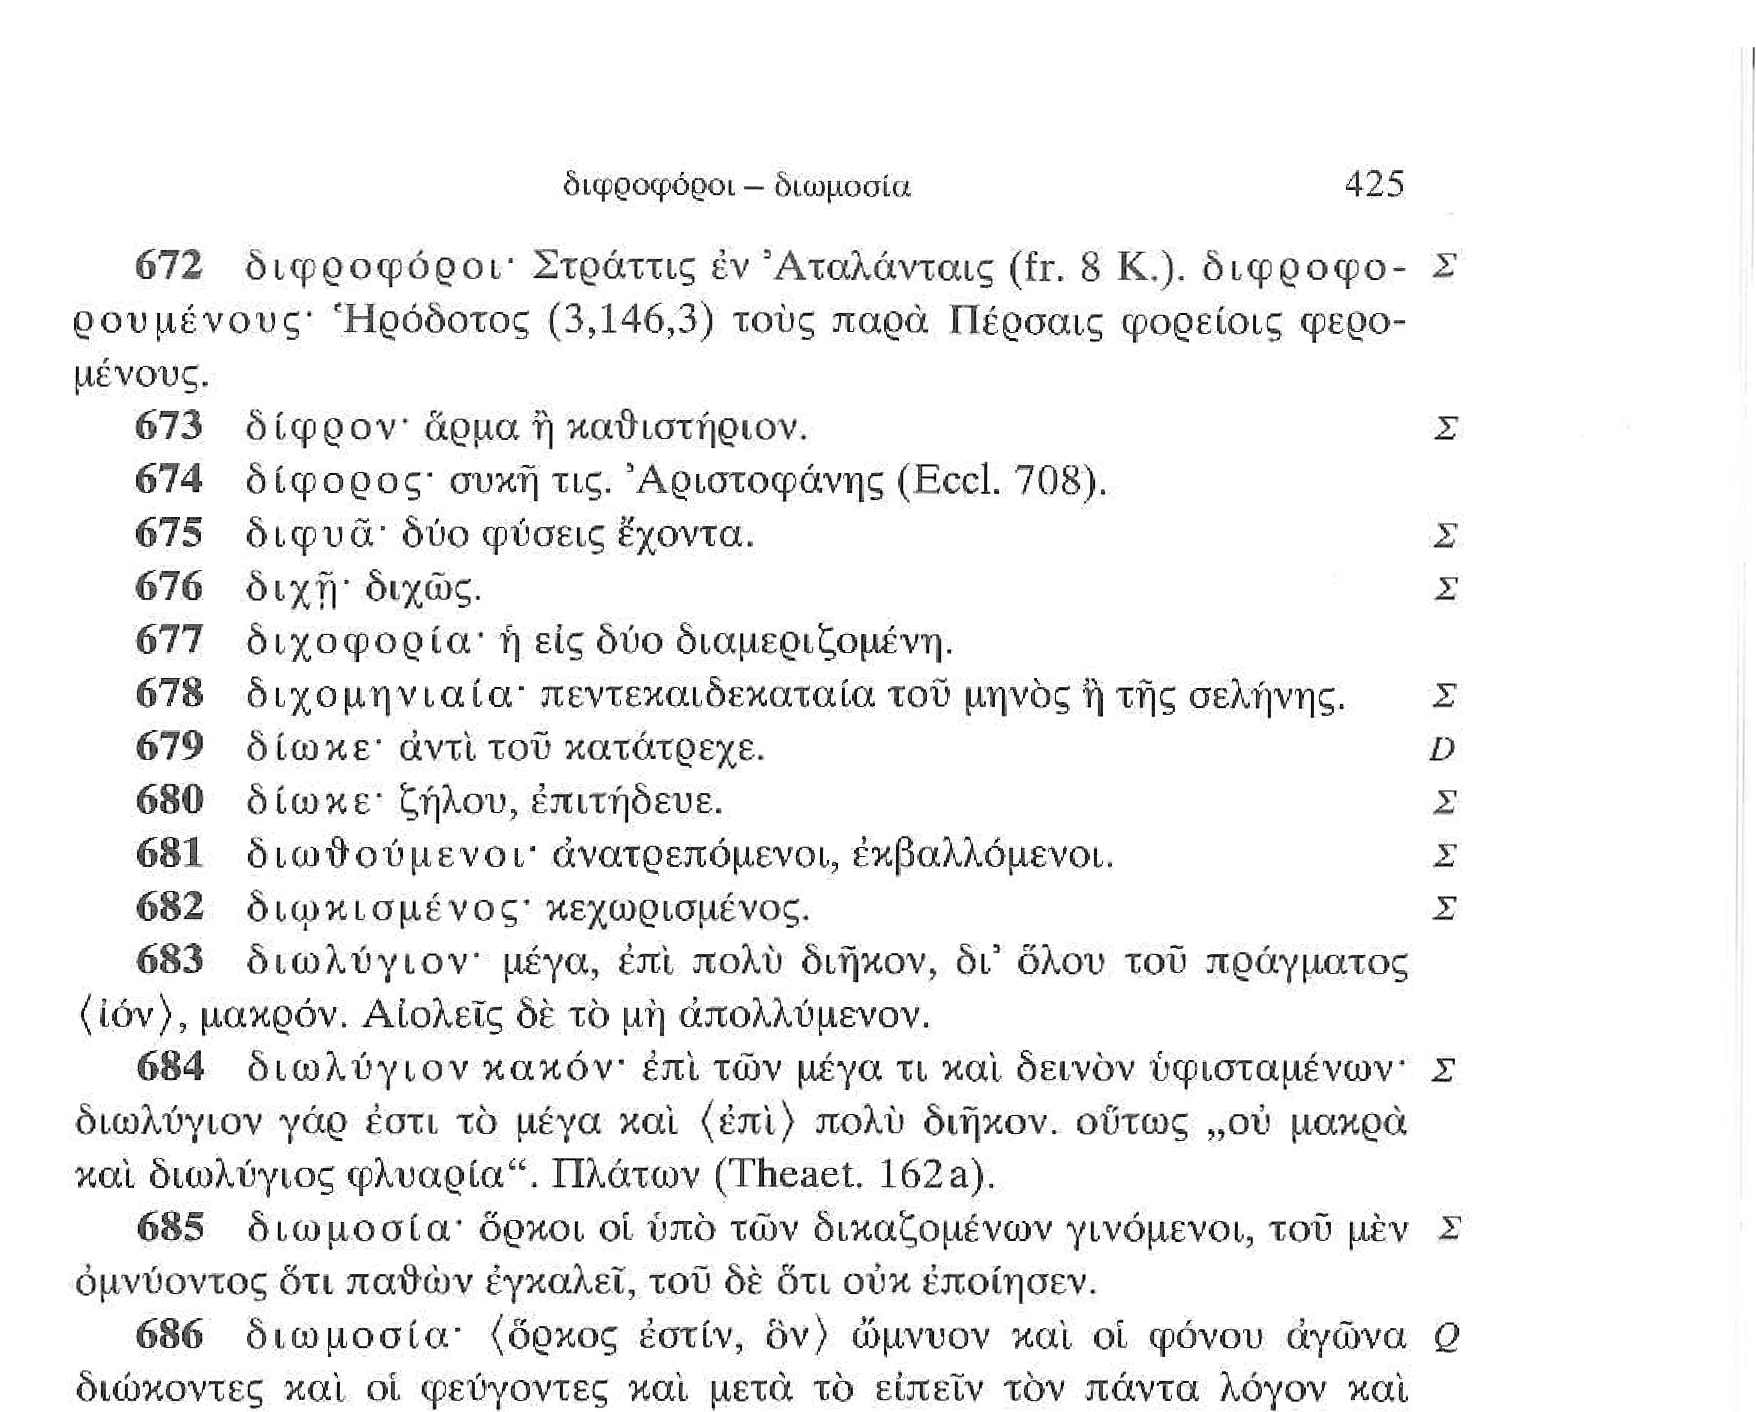 διφροφόροι – διωμοσία 425
672 διφροφόροι· Στράττις ἐν Ἀταλάνταις (fr. 8 K.). διφροφο- Σ
ρουμένους· Ἡρόδοτος (3,146,3) τοὺς παρὰ Πέρσαις φορείοις φερο-
μένους.
673 δίφρον· ἅρμα ἢ καθιστήριον. Σ
674 δίφορος· συκῆ τις. Ἀριστοφάνης (Eccl. 708).
675 διφυᾶ· δύο φύσεις ἔχοντα. Σ
676 διχῇ· διχῶς. Σ
677 διχοφορία· ἡ εἰς δύο διαμεριζομένη.
678 διχομηνιαία· πεντεκαιδεκαταία τοῦ μηνὸς ἢ τῆς σελήνης. Σ
679 δίωκε· ἀντὶ τοῦ κατάτρεχε. D
680 δίωκε· ζήλου, ἐπιτήδευε. Σ
681 διωθούμενοι· ἀνατρεπόμενοι, ἐκβαλλόμενοι. Σ
682 διῳκισμένος· κεχωρισμένος. Σ
683 διωλύγιον· μέγα, ἐπὶ πολὺ διῆκον, δι’ ὅλου τοῦ πράγματος
⟨ἰόν⟩, μακρόν. Αἰολεῖς δὲ τὸ μὴ ἀπολλύμενον.
684 διωλύγιον κακόν· ἐπὶ τῶν μέγα τι καὶ δεινὸν ὑφισταμένων· Σ
διωλύγιον γάρ ἐστι τὸ μέγα καὶ ⟨ἐπὶ⟩ πολὺ διῆκον. οὕτως „οὐ μακρὰ
καὶ διωλύγιος φλυαρία“. Πλάτων (Theaet. 162a).
685 διωμοσία· ὅρκοι οἱ ὑπὸ τῶν δικαζομένων γινόμενοι, τοῦ μὲν Σ
ὀμνύοντος ὅτι παθὼν ἐγκαλεῖ, τοῦ δὲ ὅτι οὐκ ἐποίησεν.
686 διωμοσία· ⟨ὅρκος ἐστίν, ὃν⟩ ὤμνυον καὶ οἱ φόνου ἀγῶνα Q
διώκοντες καὶ οἱ φεύγοντες καὶ μετὰ τὸ εἰπεῖν τὸν πάντα λόγον καὶ